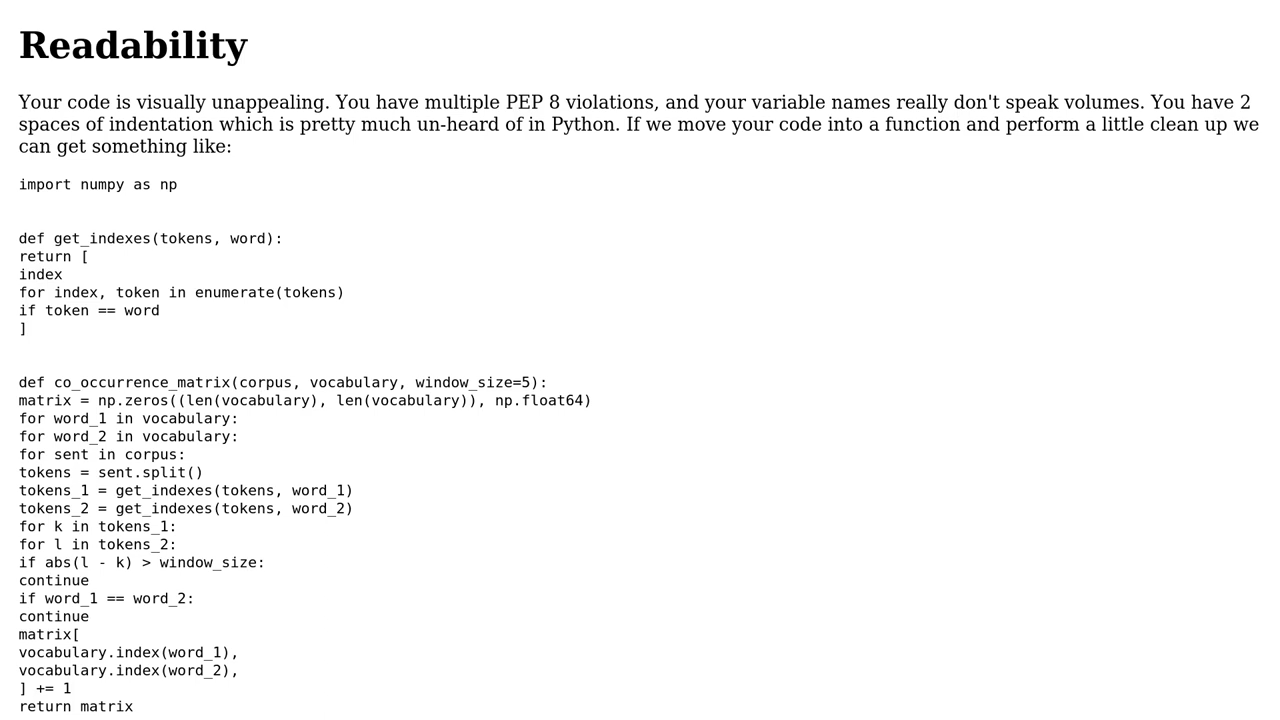 Readability
Your code is visually unappealing. You have multiple PEP 8 violations, and your variable names really don't speak volumes. You have 2
spaces of indentation which is pretty much un-heard of in Python. If we move your code into a function and perform a little clean up we
can get something like:
import numpy as np
def get_indexes(tokens, word):
return [
index
for index, token in enumerate(tokens)
if token == word
]
def co_occurrence_matrix(corpus, vocabulary, window_size=5):
matrix = np.zeros((len(vocabulary), len(vocabulary)), np.float64)
for word_1 in vocabulary:
for word_2 in vocabulary:
for sent in corpus:
tokens = sent.split()
tokens_1 = get_indexes(tokens, word_1)
tokens_2 = get_indexes(tokens, word_2)
for k in tokens_1:
for l in tokens_2:
if abs(l - k) > window_size:
continue
if word_1 == word_2:
continue
matrix[
vocabulary.index(word_1),
vocabulary.index(word_2),
] += 1
return matrix